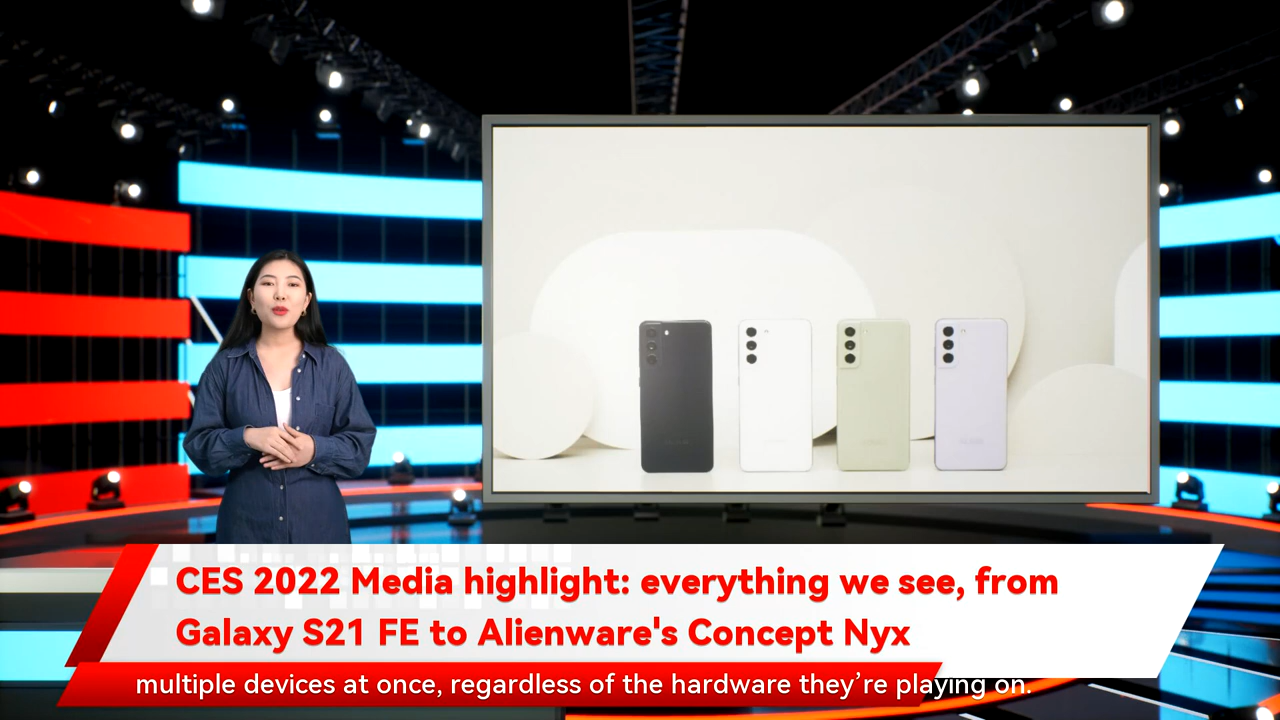 CES 2022 Media highlight: everything we see, from
Galaxy S21 FE to Alienware's Concept Nyx
multiple devices at once, regardless of the hardware they’re playing on.